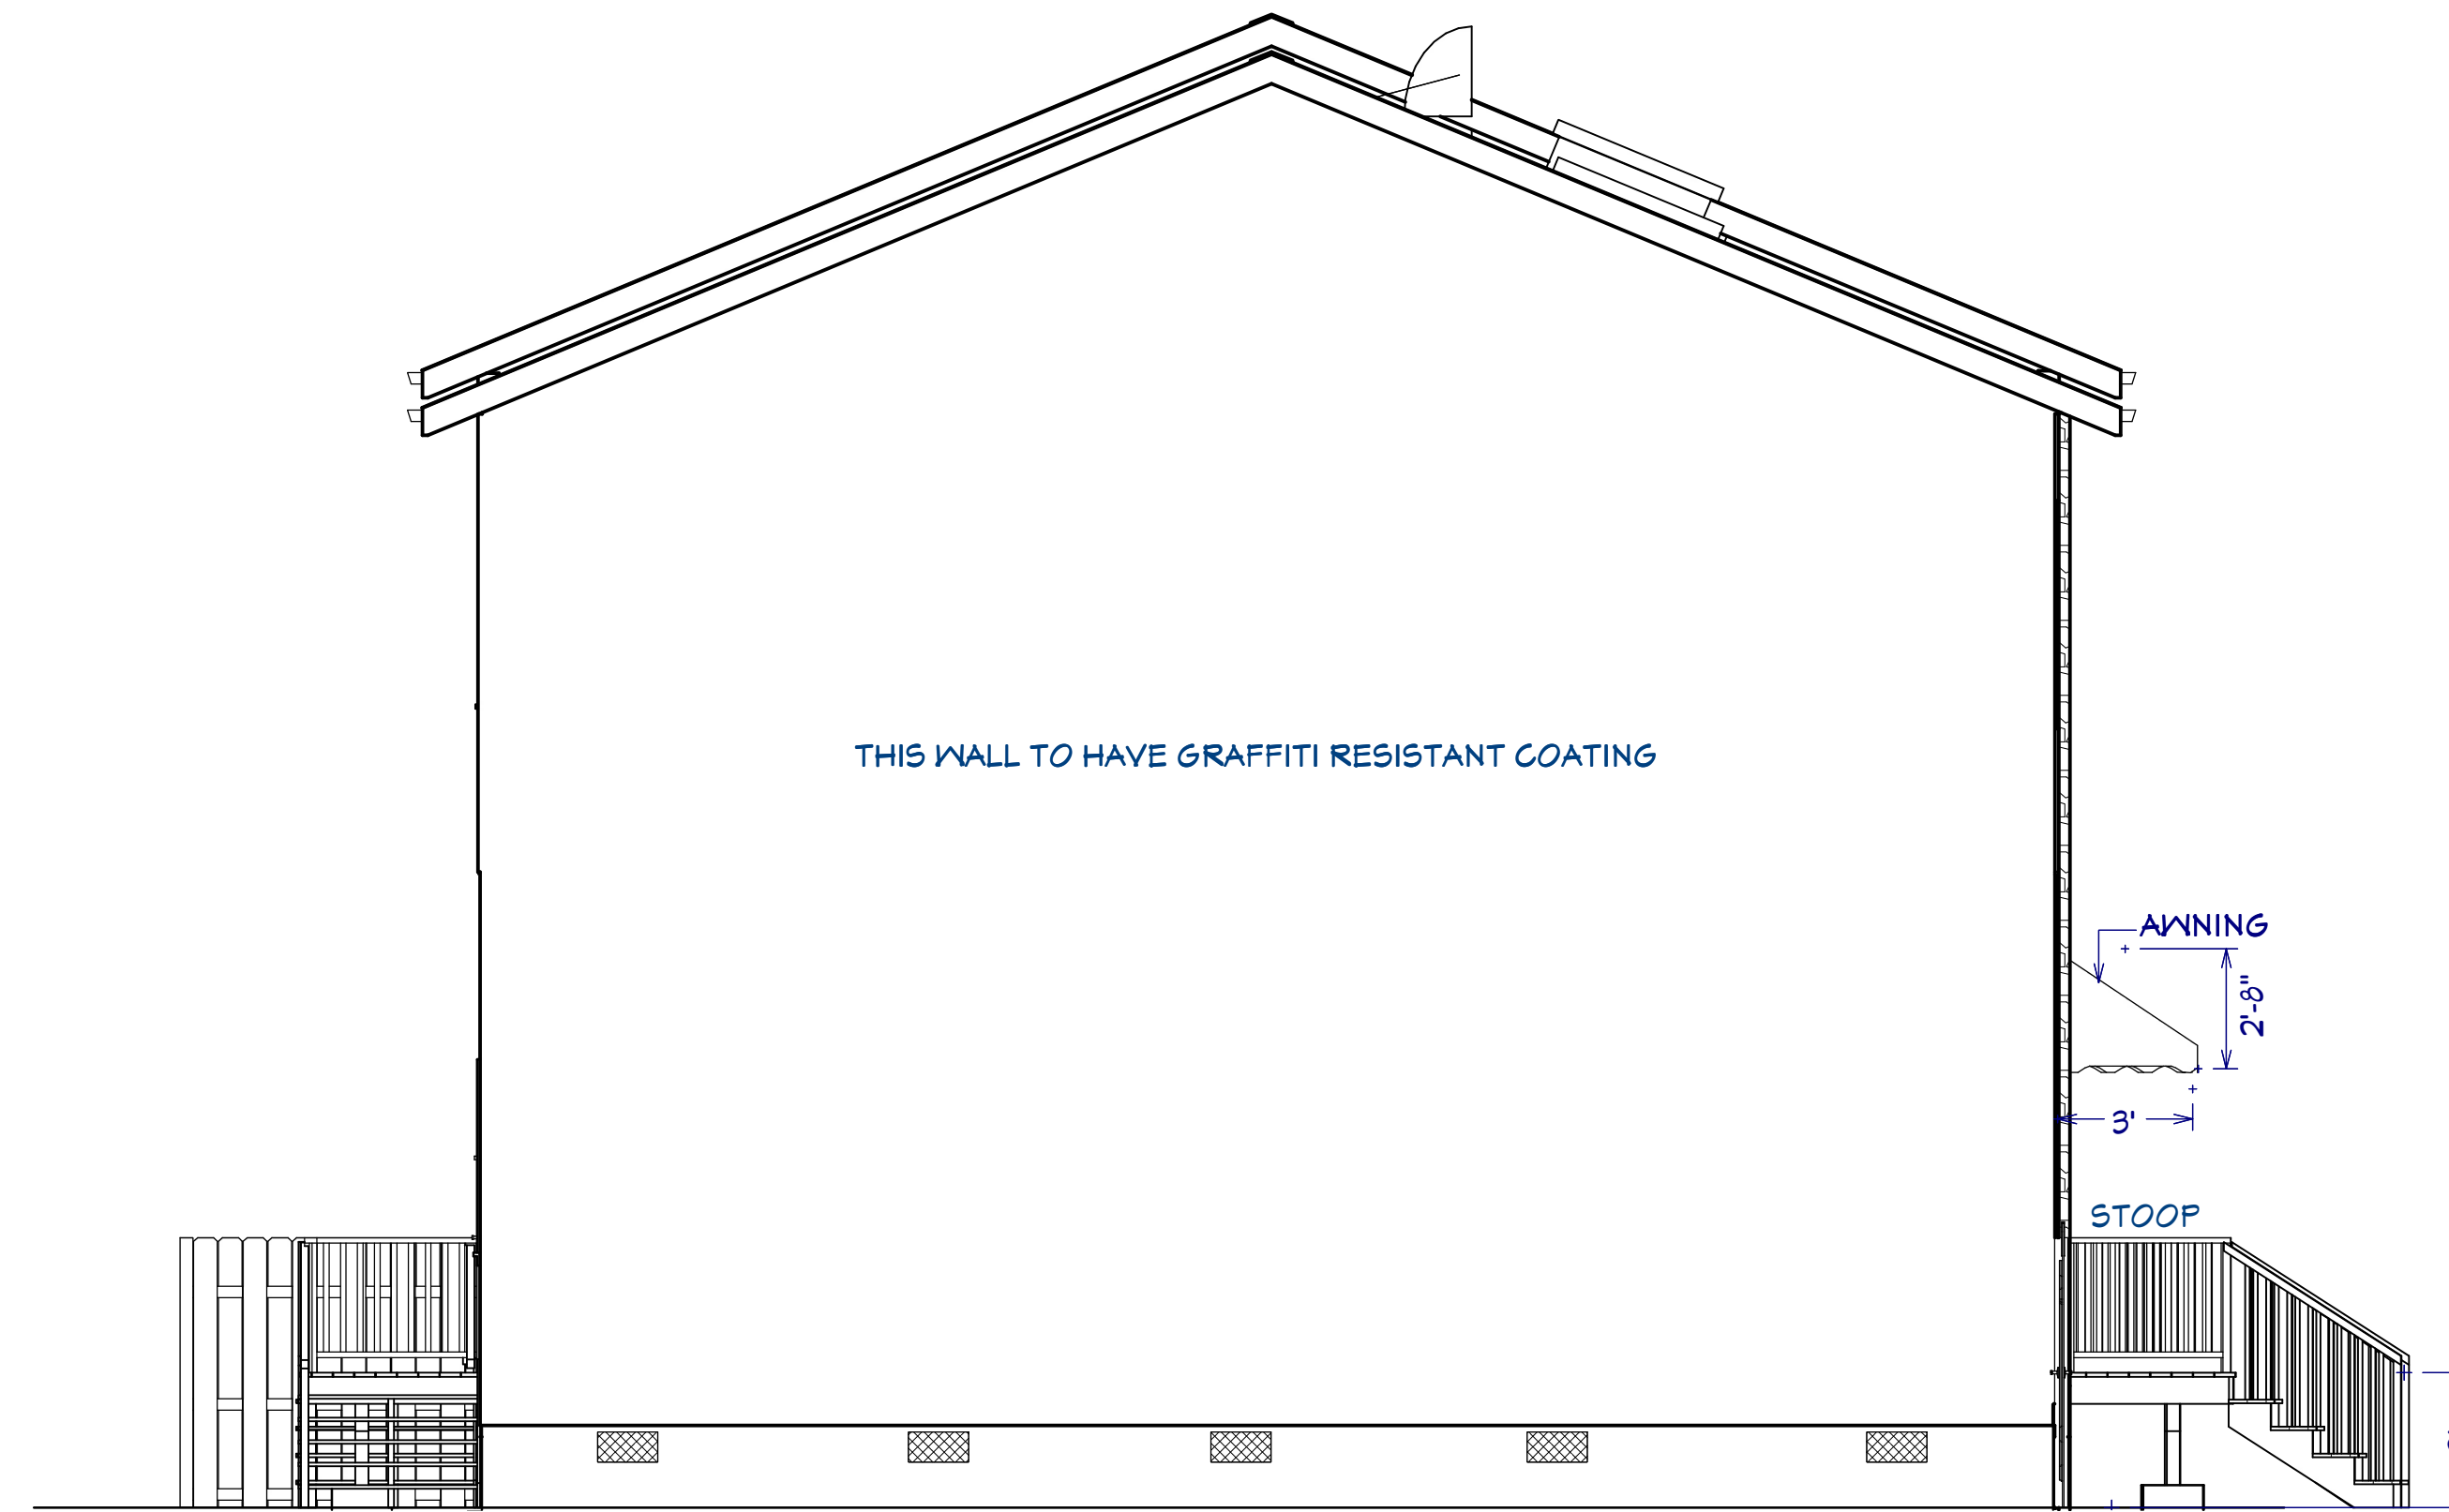 THIS WALL TO HAVE GRAFFITI RESISTANT COATING
AWNING
2'-8"
3'
STOOP